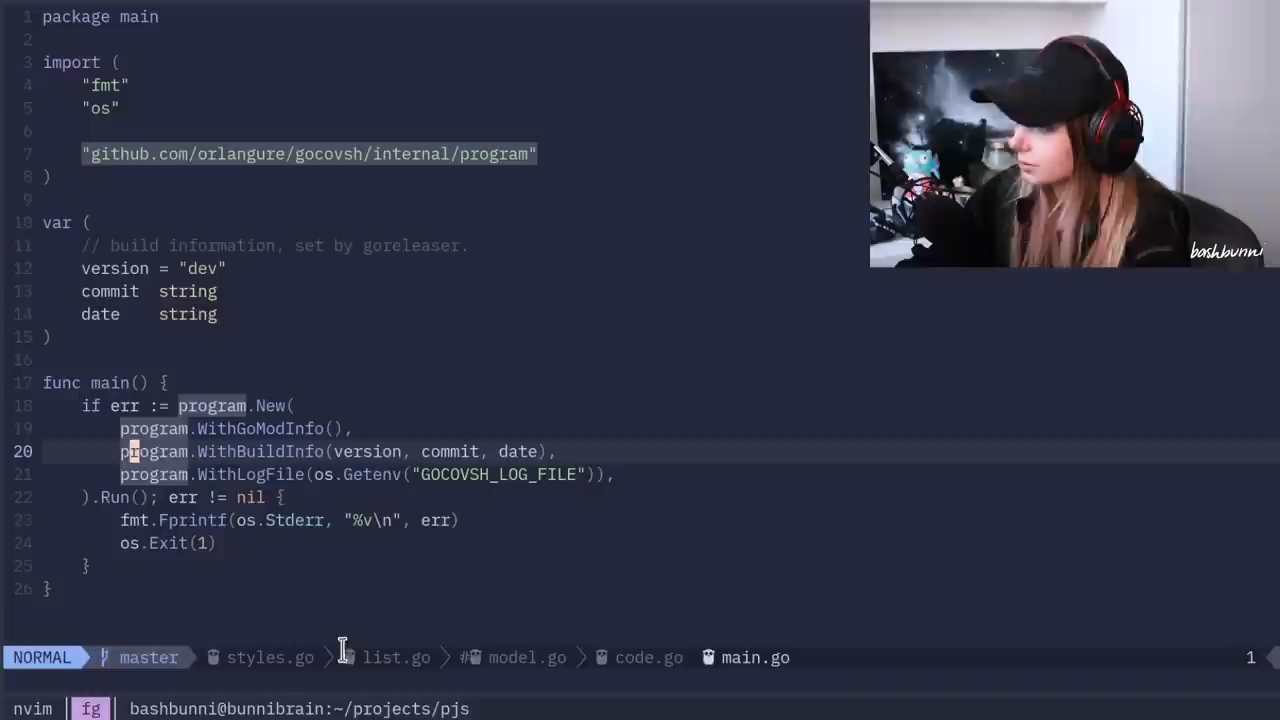 1 package main
2
3 import (
4 "fmt"
5 "os"
6
7 "github.com/orlangure/gocovsh/internal/program"
8 )
9
10 var (
11 // build information, set by goreleaser.
12 version = "dev"
13 commit string
14 date string
15 )
16
17 func main() {
18 if err := program.New(
19 program.WithGoModInfo(),
20 program.WithBuildInfo(version, commit, date),
21 program.WithLogFile(os.Getenv("GOCOVSH_LOG_FILE")),
22 ).Run(); err != nil {
23 fmt.Fprintf(os.Stderr, "%v\n", err)
24 os.Exit(1)
25 }
26 }
bashbunni
NORMAL master styles.go list.go # model.go code.go main.go 1
nvim fg bashbunni@bunnibrain:~/projects/pjs